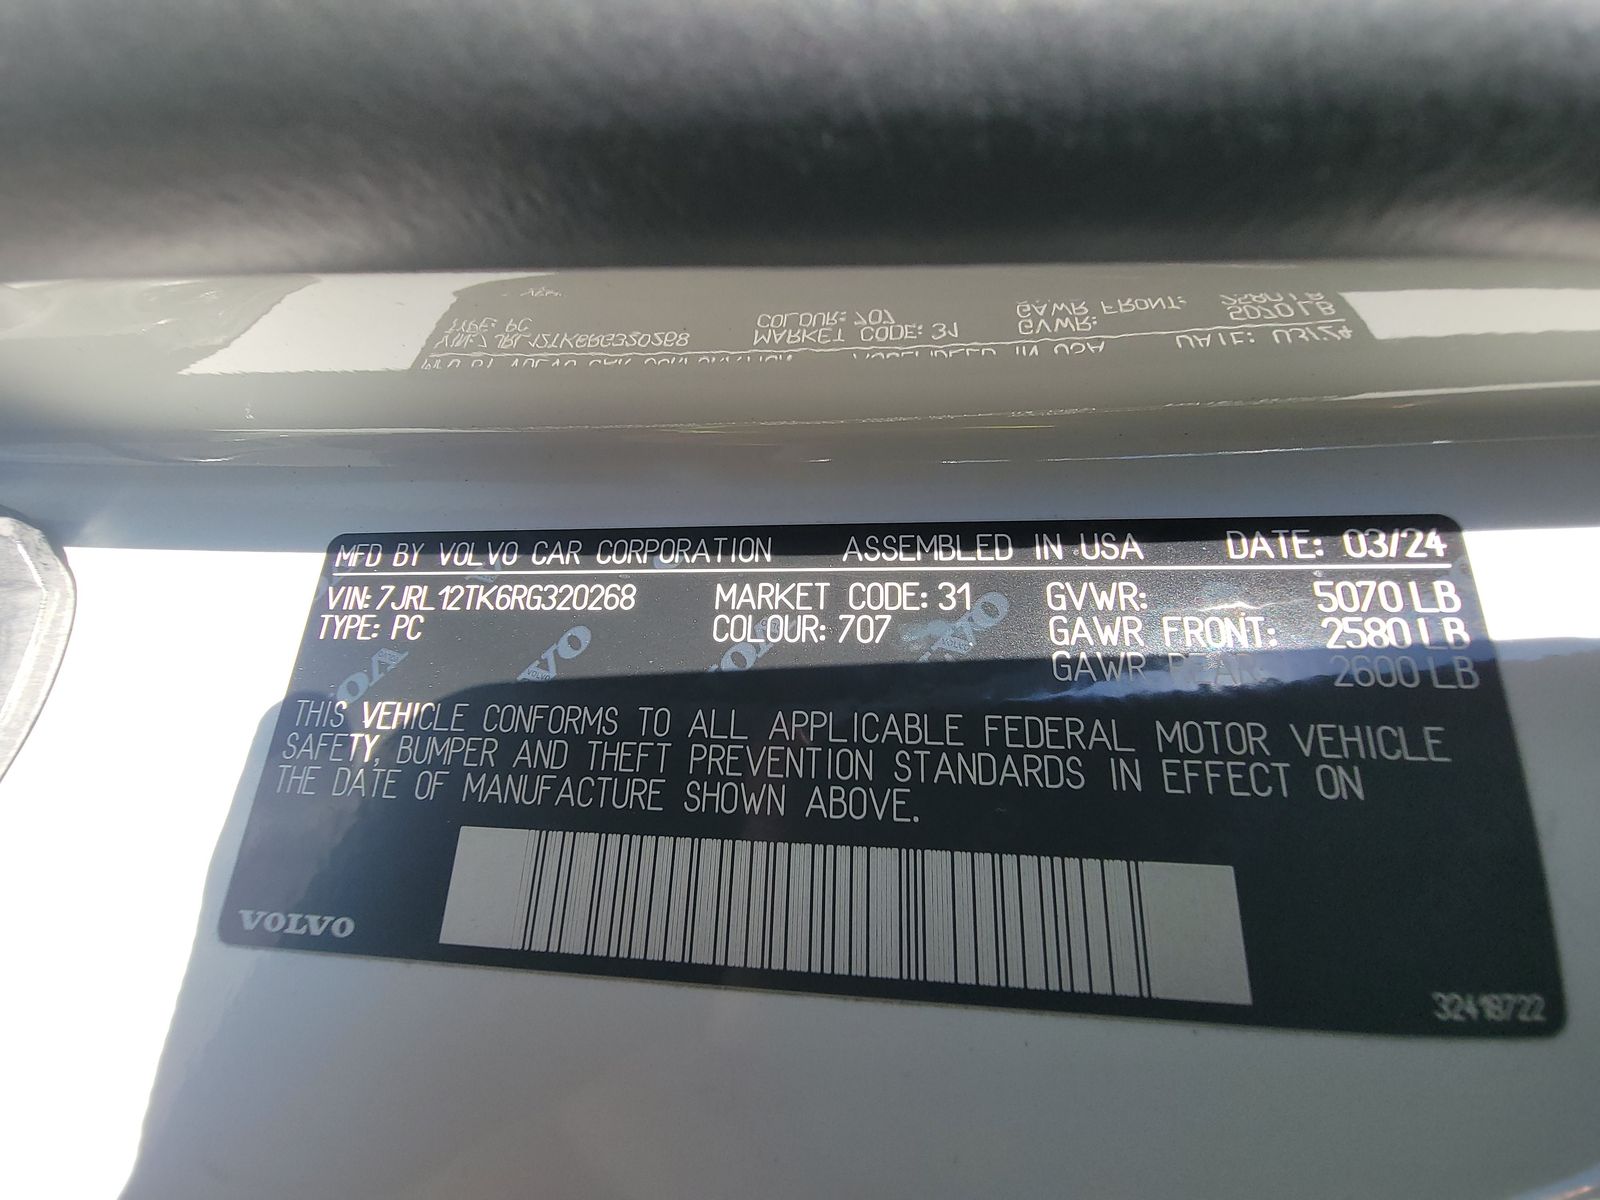 MFD BY VOLVO CAR CORPORATION ASSEMBLED IN USA DATE: 03/24
VIN: 7JRL12TK6RG320268 MARKET CODE: 31 GVWR: 5070 LB
TYPE: PC COLOUR: 707 GAWR FRONT: 2580 LB
GAWR REAR: 2600 LB
THIS VEHICLE CONFORMS TO ALL APPLICABLE FEDERAL MOTOR VEHICLE
SAFETY, BUMPER AND THEFT PREVENTION STANDARDS IN EFFECT ON
THE DATE OF MANUFACTURE SHOWN ABOVE.
VOLVO
32418722